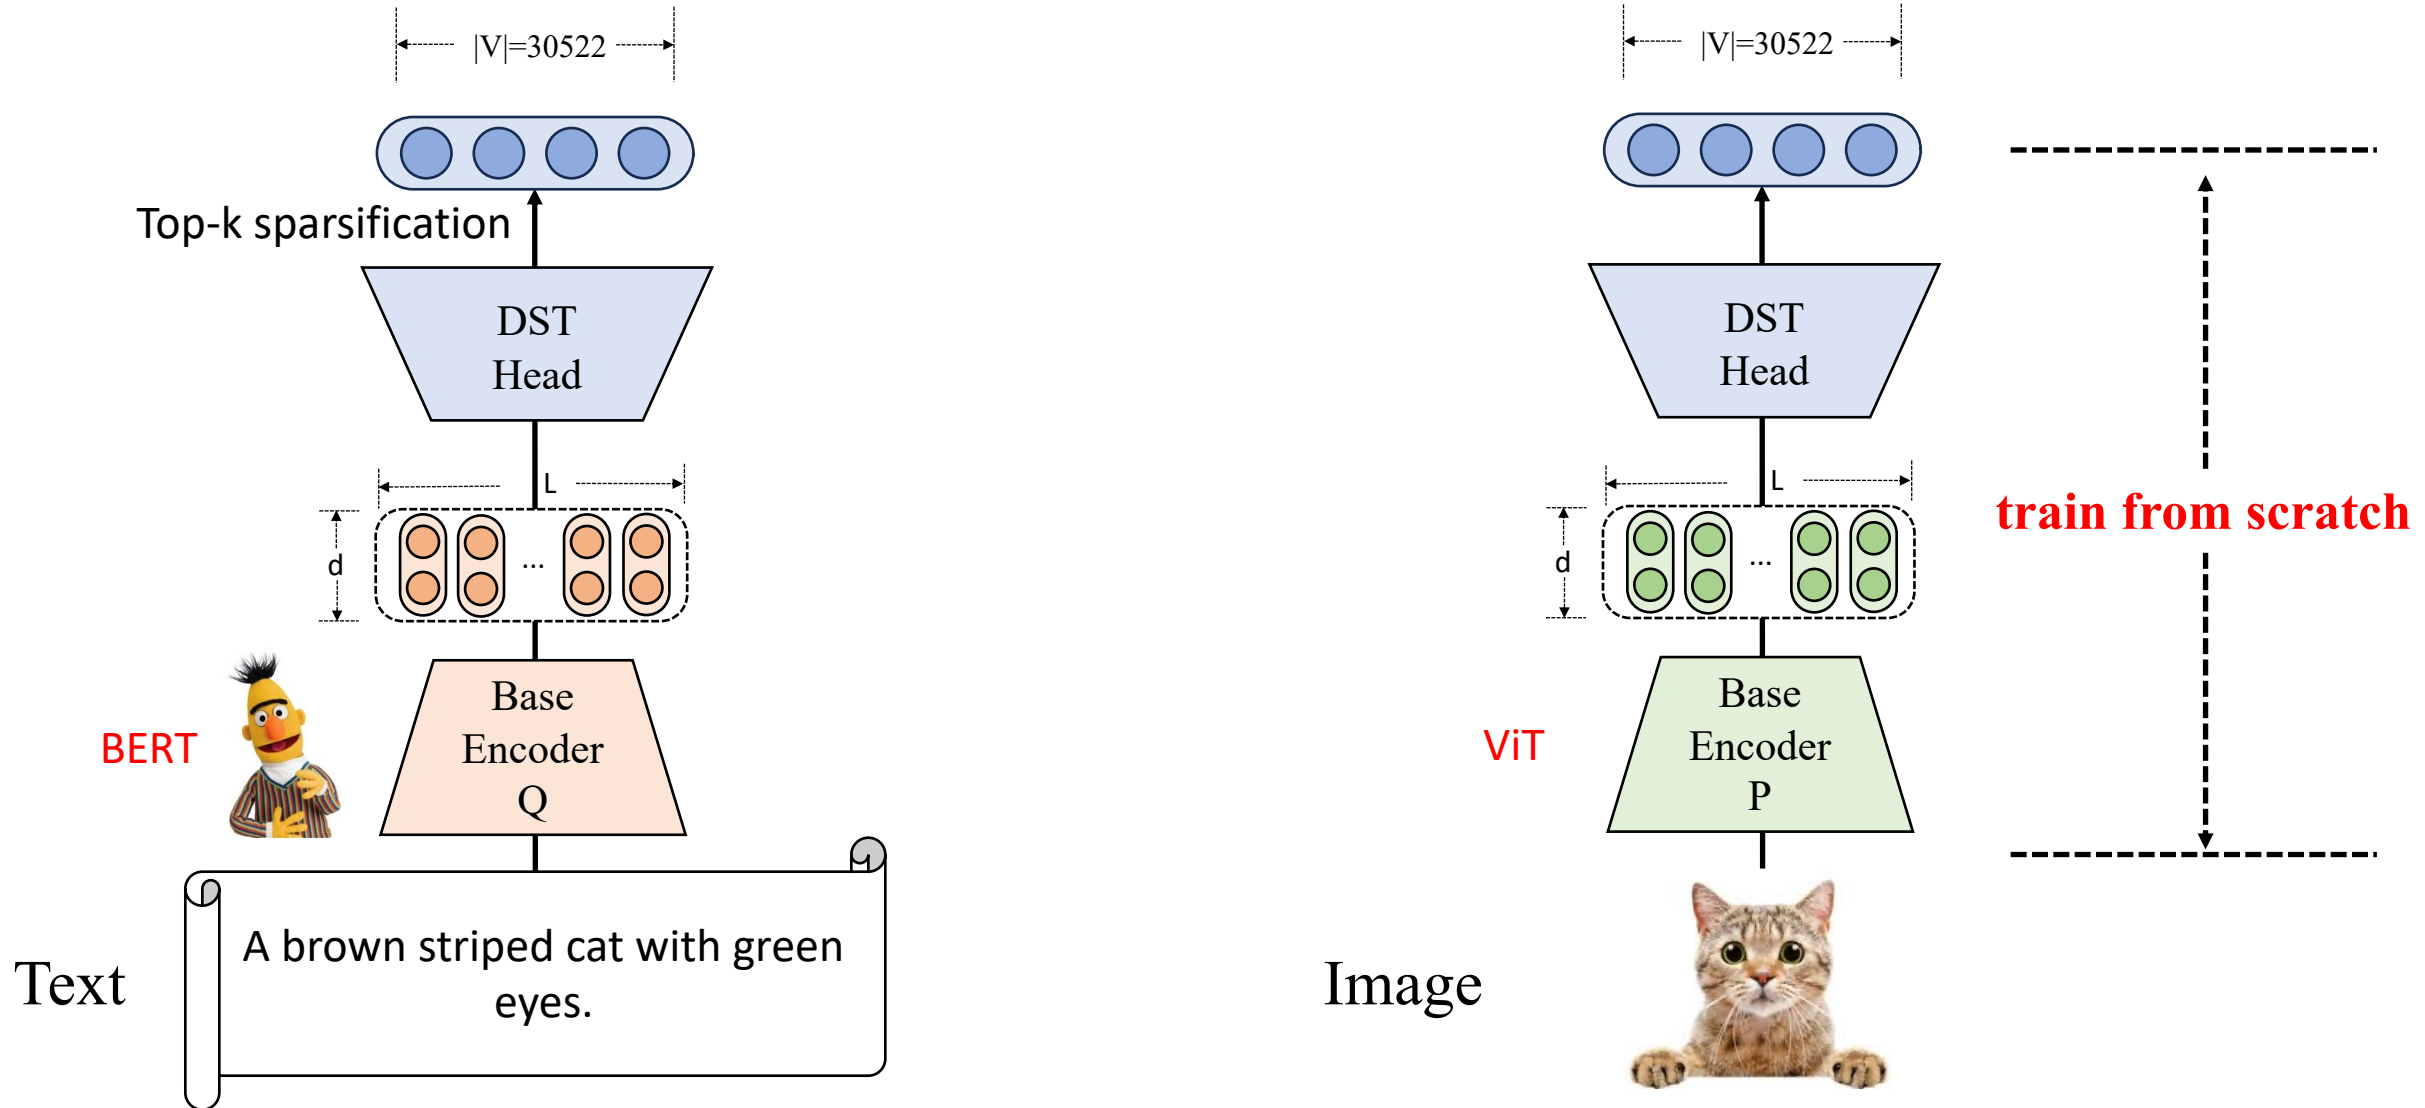 |V|=30522
Top-k sparsification
DST
Head
L
d
...
BERT
Base
Encoder
Q
Text
A brown striped cat with green
eyes.
|V|=30522
DST
Head
L
d
...
train from scratch
ViT
Base
Encoder
P
Image